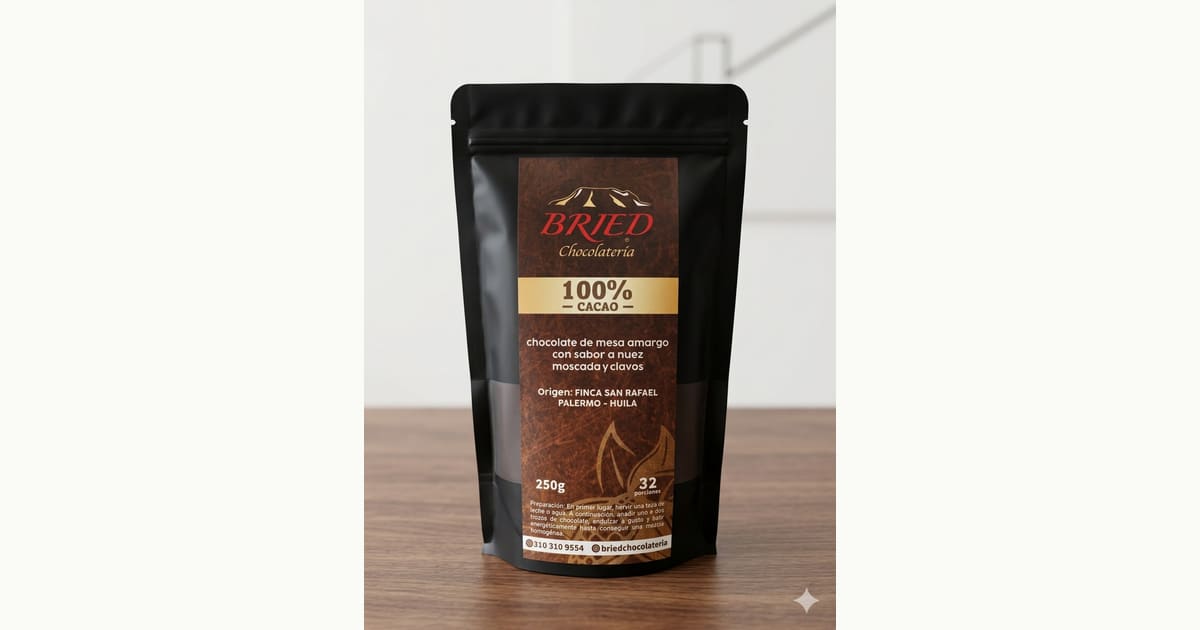 BRIED
®
Chocolatería
100%
CACAO
chocolate de mesa amargo
con sabor a nuez
moscada y clavos
Origen: FINCA SAN RAFAEL
PALERMO - HUILA
250g
32
porciones
Preparación: En primer lugar, hervir una taza de
leche o agua. A continuación, añadir uno a dos
trozos de chocolate, endulzar a gusto y batir
energéticamente hasta conseguir una mezcla
homogénea.
310 310 9554 briedchocolateria